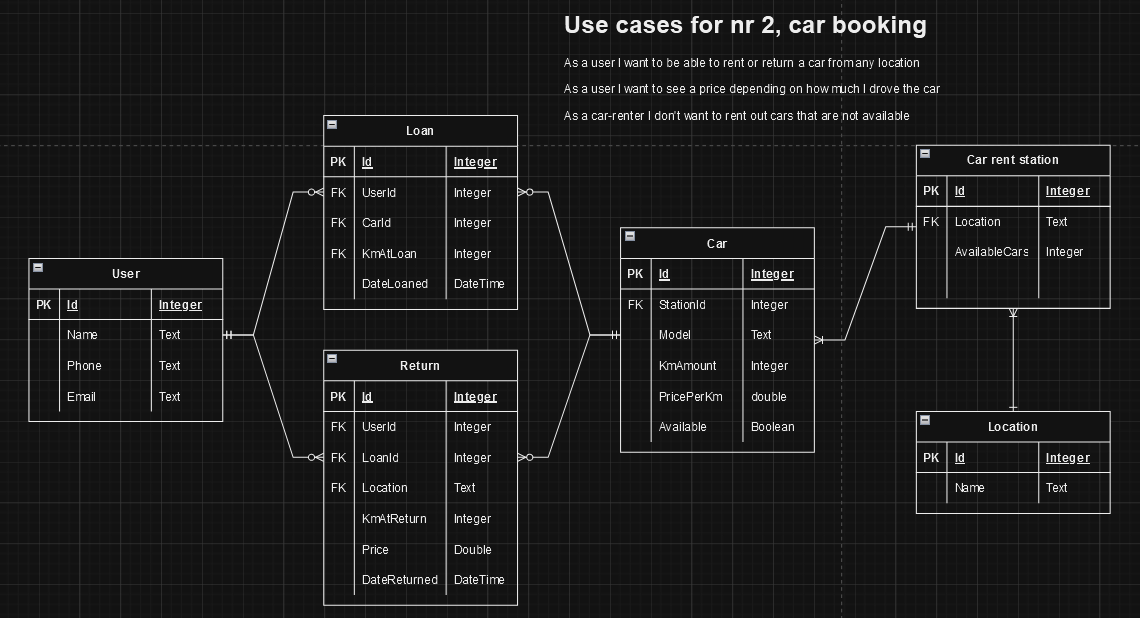 Use cases for nr 2, car booking
As a user I want to be able to rent or return a car from any location
As a user I want to see a price depending on how much I drove the car
As a car-renter I don't want to rent out cars that are not available
Loan
PK Id Integer
FK UserId Integer
FK CarId Integer
FK KmAtLoan Integer
DateLoaned DateTime
User
PK Id Integer
Name Text
Phone Text
Email Text
Return
PK Id Integer
FK UserId Integer
FK LoanId Integer
FK Location Text
KmAtReturn Integer
Price Double
DateReturned DateTime
Car
PK Id Integer
FK StationId Integer
Model Text
KmAmount Integer
PricePerKm double
Available Boolean
Car rent station
PK Id Integer
FK Location Text
AvailableCars Integer
Location
PK Id Integer
Name Text